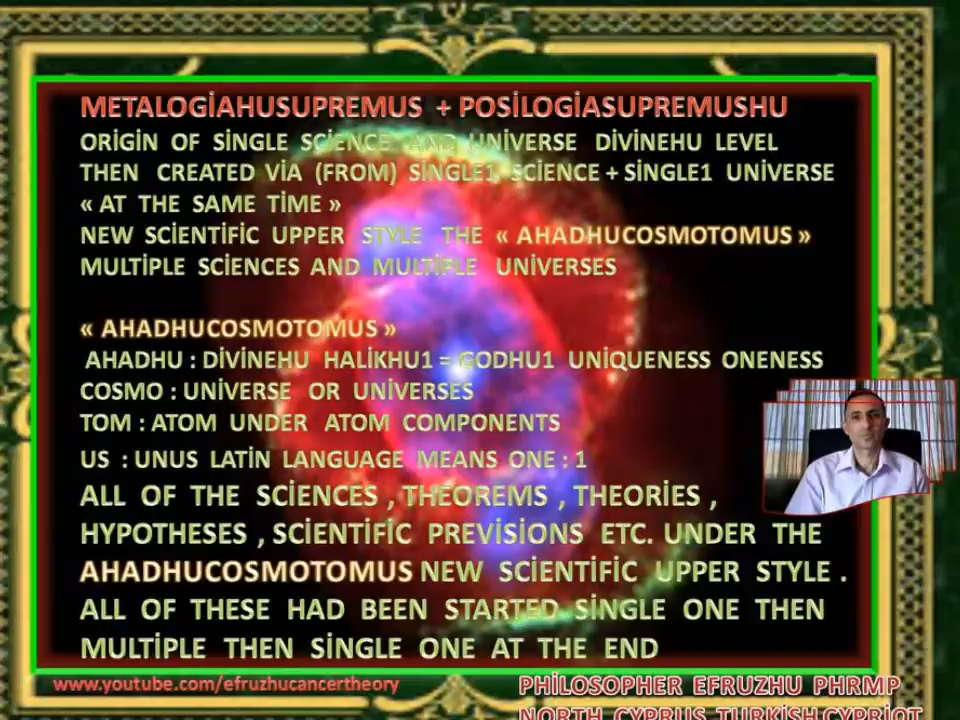 METALOGİAHUSUPREMUS + POSİLOGİASUPREMUSHU
ORİGİN OF SİNGLE SCİENCE AND UNİVERSE DİVİNEHU LEVEL
THEN CREATED VİA (FROM) SİNGLE1 SCİENCE + SİNGLE1 UNİVERSE
« AT THE SAME TİME »
NEW SCİENTİFİC UPPER STYLE THE « AHADHUCOSMOTOMUS »
MULTİPLE SCİENCES AND MULTİPLE UNİVERSES
« AHADHUCOSMOTOMUS »
AHADHU : DİVİNEHU HALİKHU1 = GODHU1 UNİQUENESS ONENESS
COSMO : UNİVERSE OR UNİVERSES
TOM : ATOM UNDER ATOM COMPONENTS
US : UNUS LATİN LANGUAGE MEANS ONE : 1
ALL OF THE SCİENCES , THEOREMS , THEORİES ,
HYPOTHESES , SCİENTİFİC PREVİSİONS ETC. UNDER THE
AHADHUCOSMOTOMUS NEW SCİENTİFİC UPPER STYLE .
ALL OF THESE HAD BEEN STARTED SİNGLE ONE THEN
MULTİPLE THEN SİNGLE ONE AT THE END
www.youtube.com/efruzhucancertheory
PHİLOSOPHER EFRUZHU PHRMP
NORTH CYPRUS TURKİSH CYPRİOT